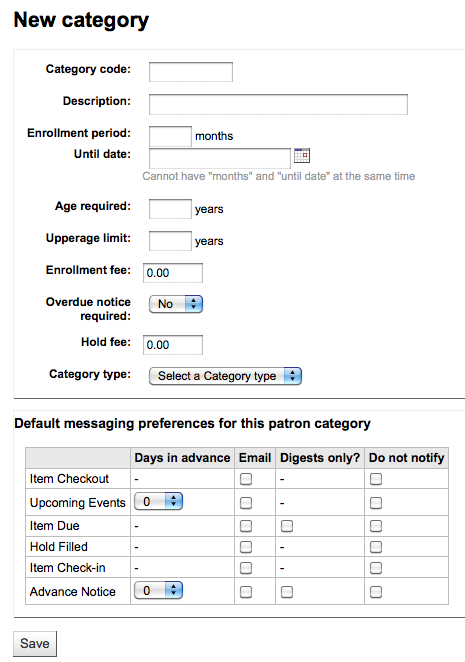 New category
Category code:
Description:
Enrollment period: months
Until date:
Cannot have "months" and "until date" at the same time
Age required: years
Upperage limit: years
Enrollment fee: 0.00
Overdue notice No
required:
Hold fee: 0.00
Category type: Select a Category type
Default messaging preferences for this patron category
Days in advance Email Digests only? Do not notify
Item Checkout - -
Upcoming Events 0 -
Item Due -
Hold Filled - -
Item Check-in - -
Advance Notice 0
Save